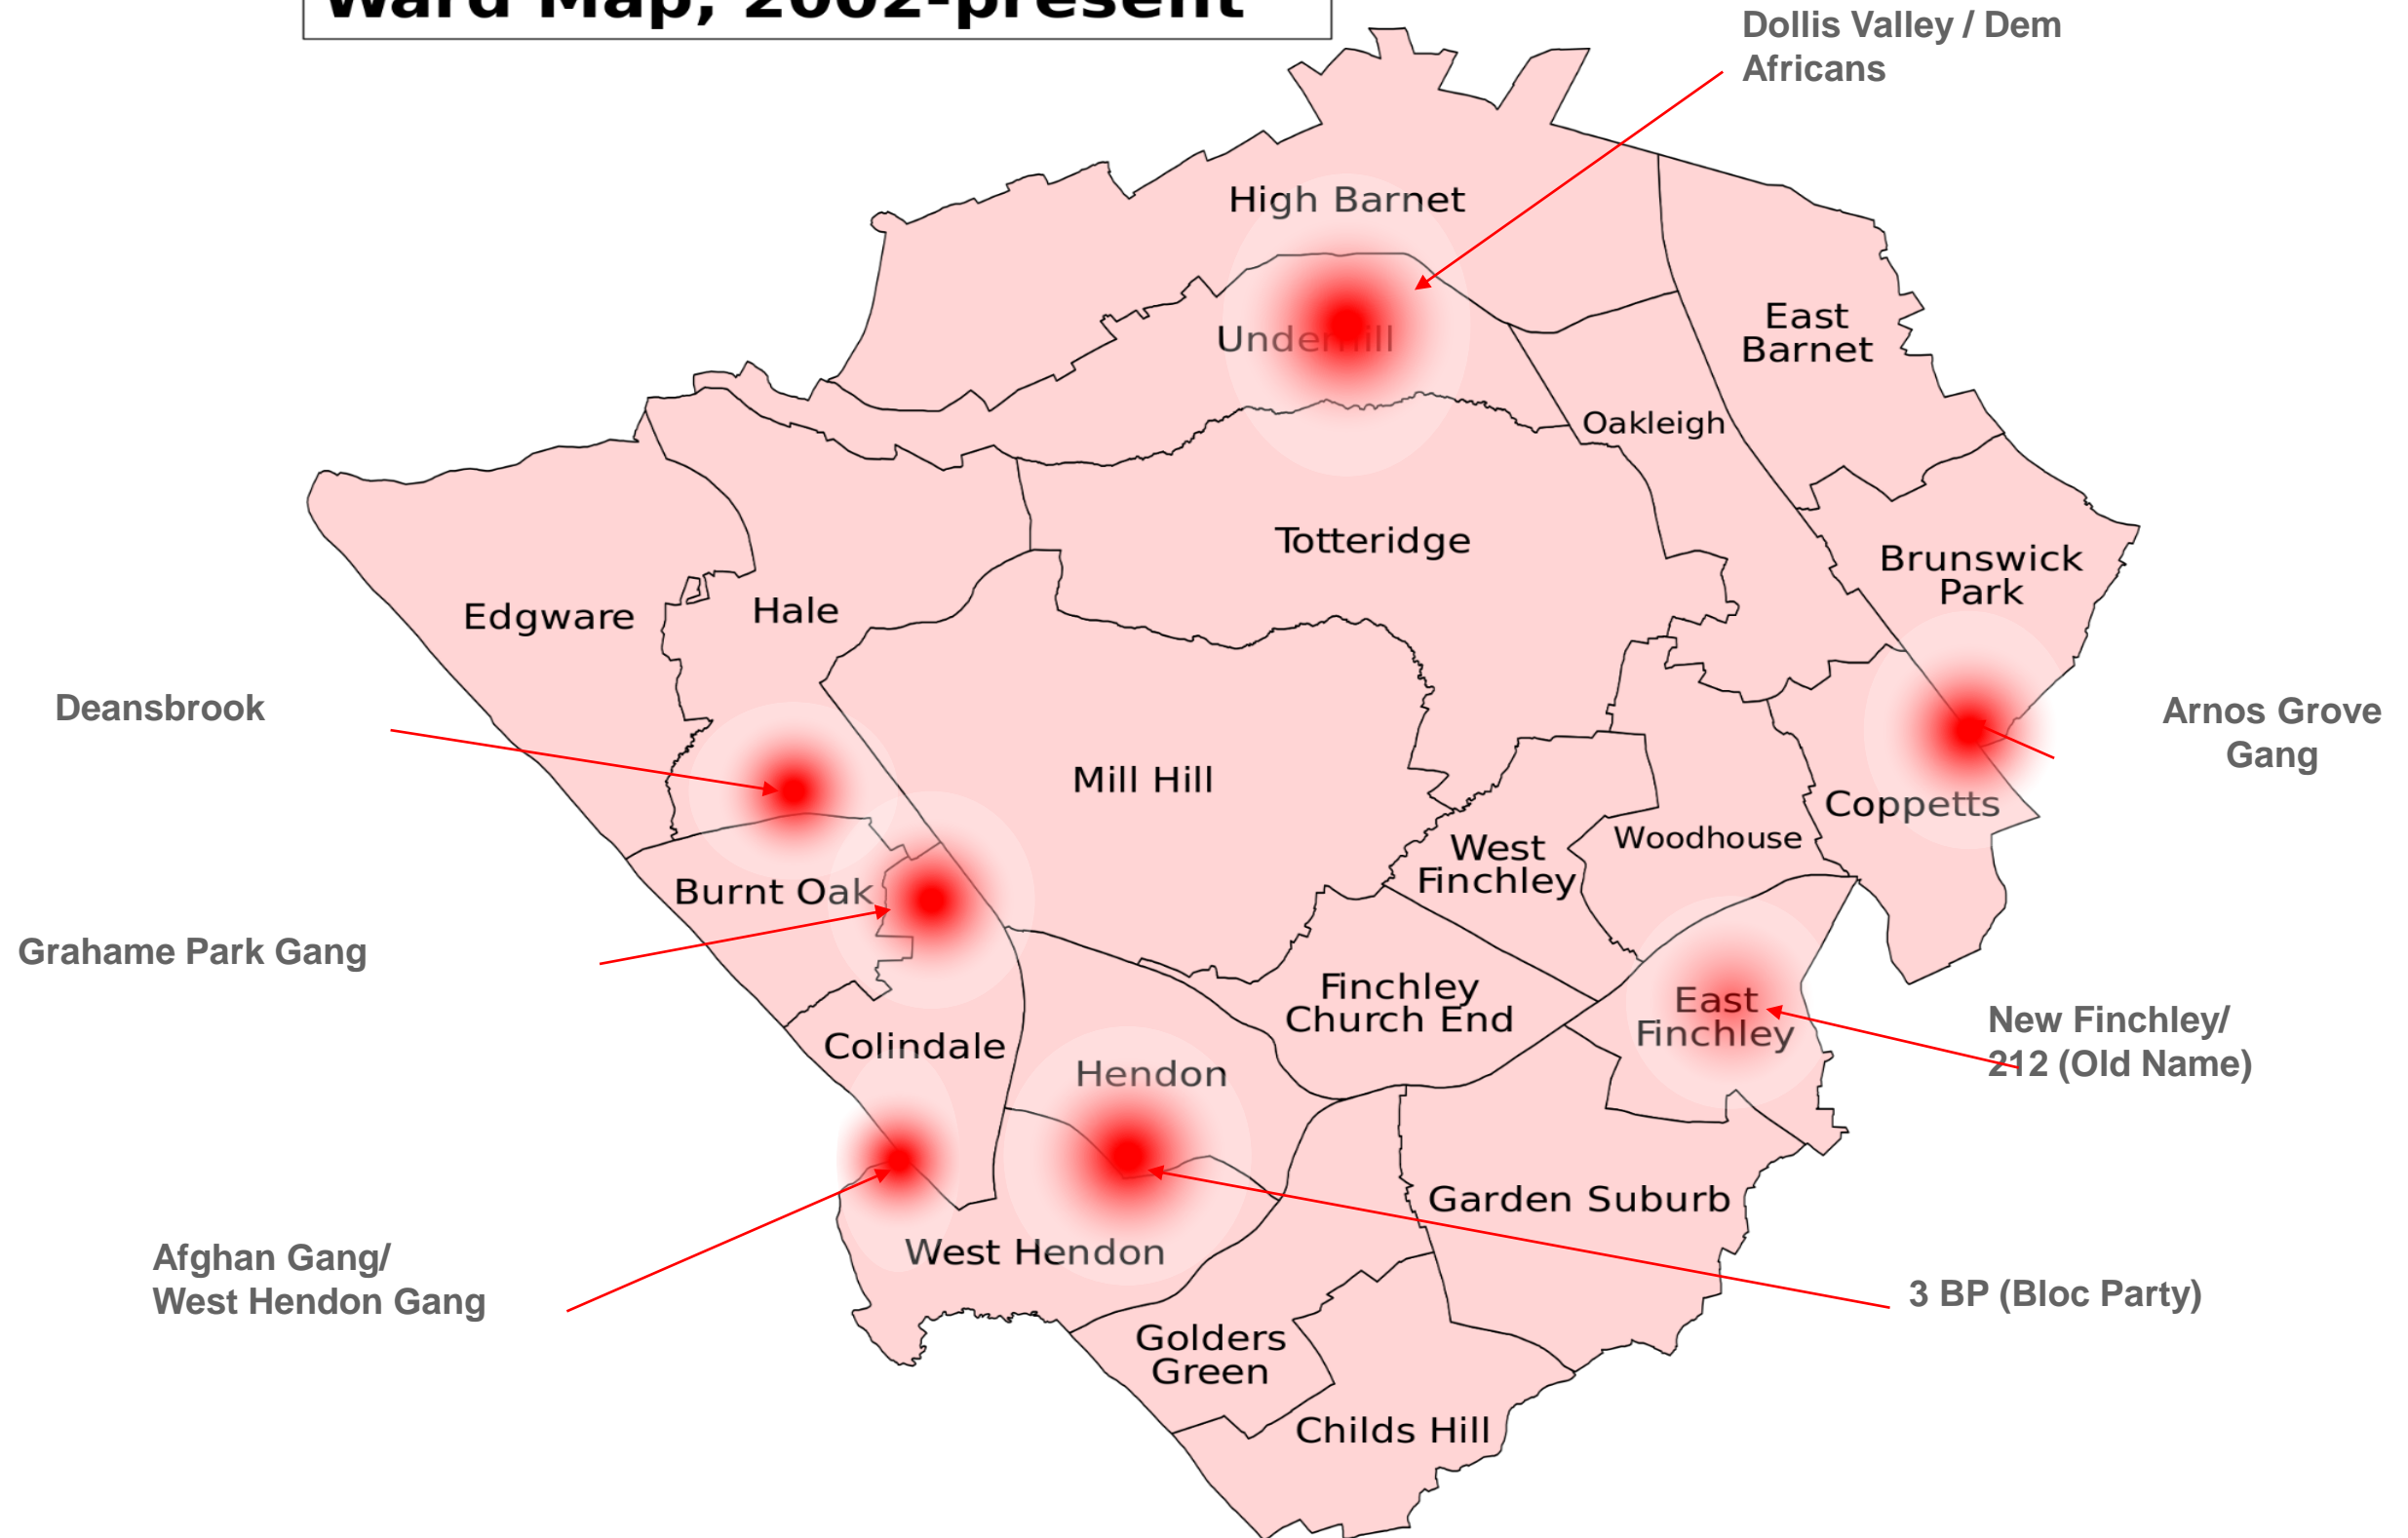 Ward Map, 2002-present
Dollis Valley / Dem
Africans
High Barnet
Underhill
East
Barnet
Oakleigh
Totteridge
Brunswick
Park
Edgware
Hale
Deansbrook
Arnos Grove
Gang
Mill Hill
Coppetts
West
Finchley
Woodhouse
Burnt Oak
Grahame Park Gang
Finchley
Church End
East
Finchley
New Finchley/
212 (Old Name)
Colindale
Hendon
Garden Suburb
West Hendon
Afghan Gang/
West Hendon Gang
3 BP (Bloc Party)
Golders
Green
Childs Hill